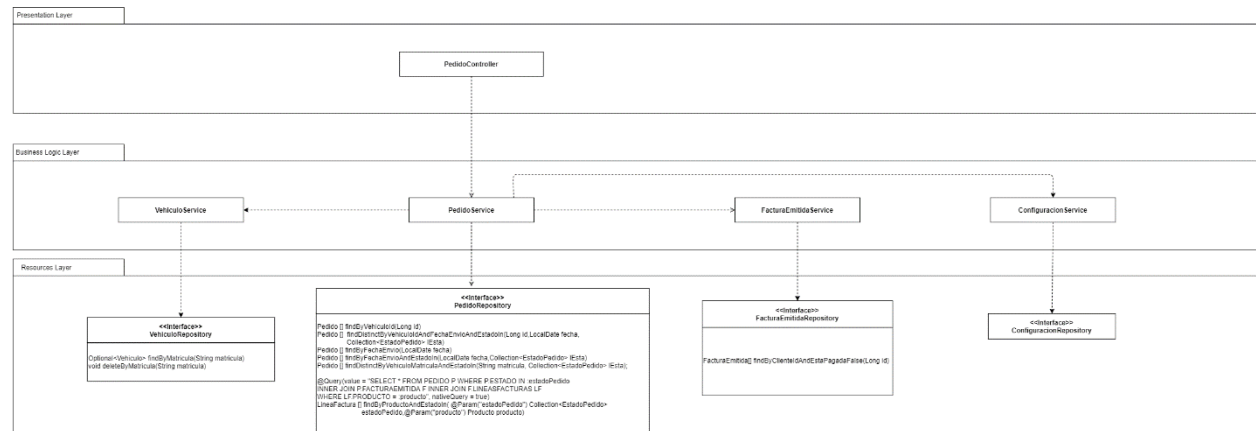 Presentation Layer
PedidoController
Business Logic Layer
VehiculoService
PedidoService
FacturaEmitidaService
ConfiguracionService
Resources Layer
<<Interface>>
VehiculoRepository
Optional<Vehiculo> findByMatricula(String matricula)
void deleteByMatricula(String matricula)
<<Interface>>
PedidoRepository
Pedido [] findByVehiculoId(Long id)
Pedido [] findDistinctByVehiculoIdAndFechaEnvioAndEstadoIn(Long id,LocalDate fecha,
Collection<EstadoPedido> lEsta)
Pedido [] findByFechaEnvio(LocalDate fecha)
Pedido [] findByFechaEnvioAndEstadoIn(LocalDate fecha,Collection<EstadoPedido> lEsta)
Pedido [] findDistinctByVehiculoMatriculaAndEstadoIn(String matricula, Collection<EstadoPedido> lEsta);
@Query(value = "SELECT * FROM PEDIDO P WHERE P.ESTADO IN :estadoPedido
INNER JOIN P.FACTURAEMITIDA F INNER JOIN F.LINEASFACTURAS LF
WHERE LF.PRODUCTO = :producto", nativeQuery = true)
LineaFactura [] findByProductoAndEstadoIn( @Param("estadoPedido") Collection<EstadoPedido>
estadoPedido,@Param("producto") Producto producto)
<<Interface>>
FacturaEmitidaRepository
FacturaEmitida[] findByClienteIdAndEstaPagadaFalse(Long id)
<<Interface>>
ConfiguracionRepository